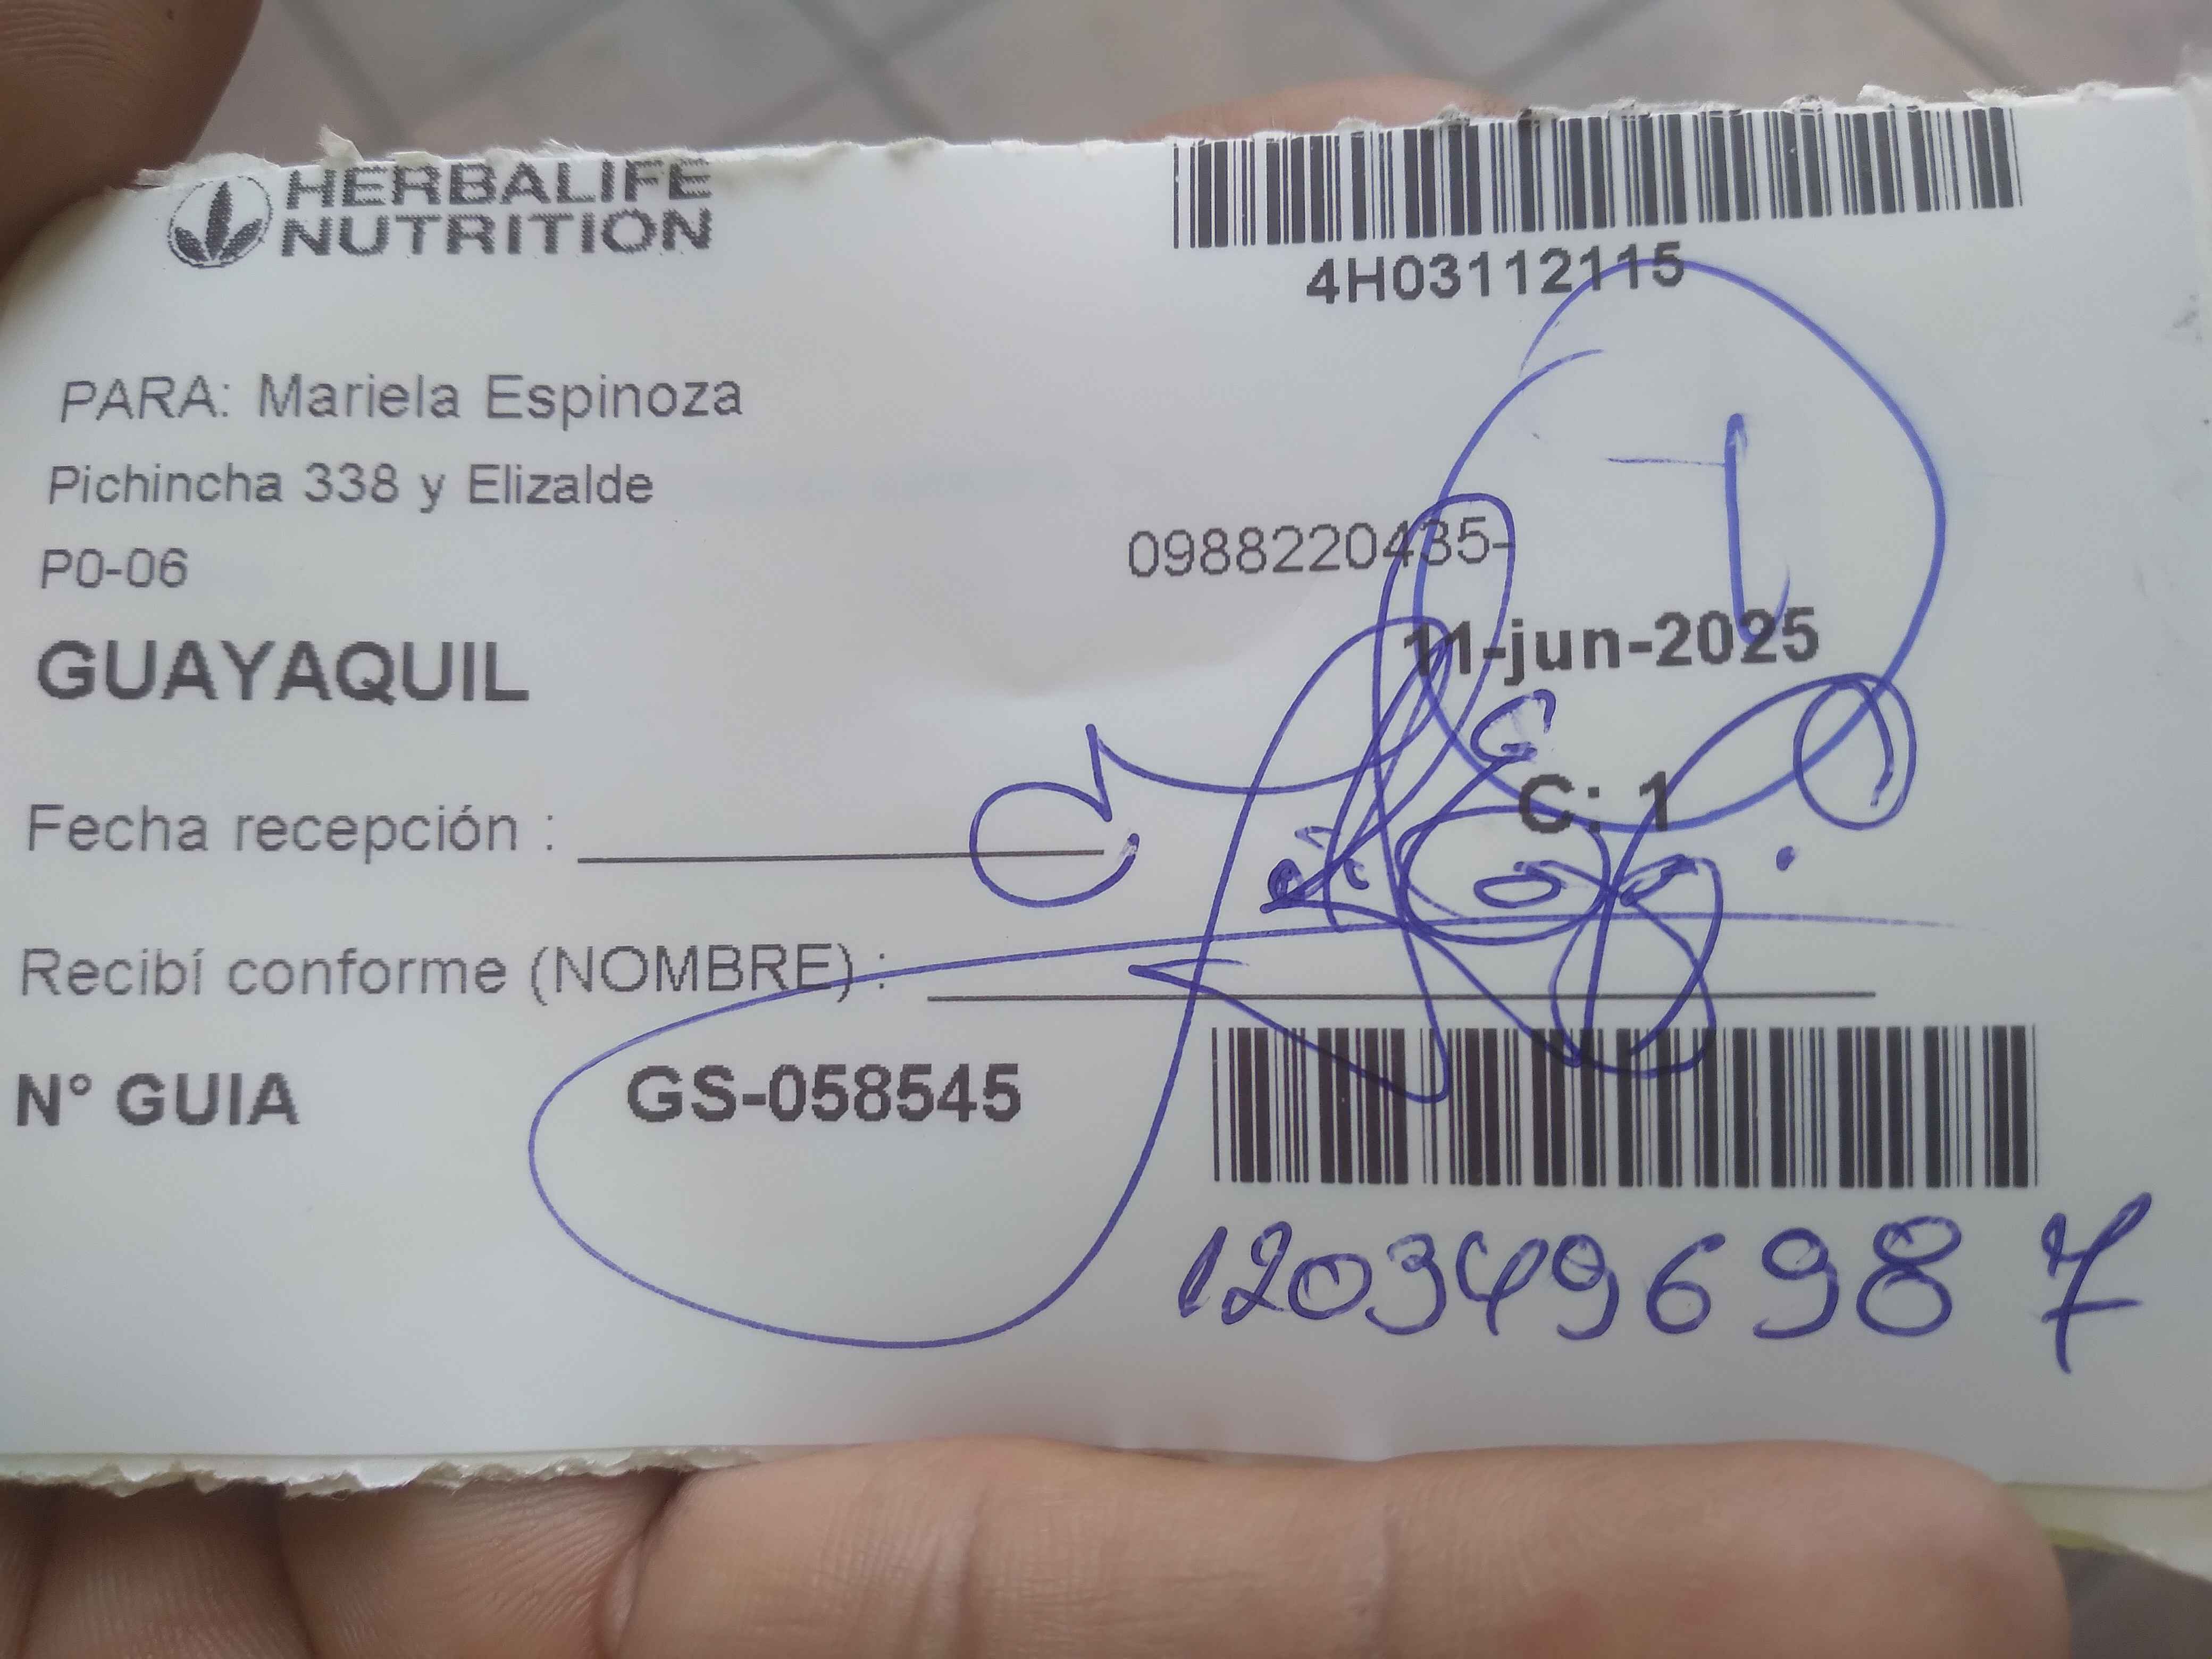 HERBALIFE
NUTRITION
4H03112115
PARA: Mariela Espinoza
Pichincha 338 y Elizalde
P0-06
0988220435-
GUAYAQUIL
11-jun-2025
C: 1
Fecha recepción :
Recibí conforme (NOMBRE) :
N° GUIA GS-058545
1203496987